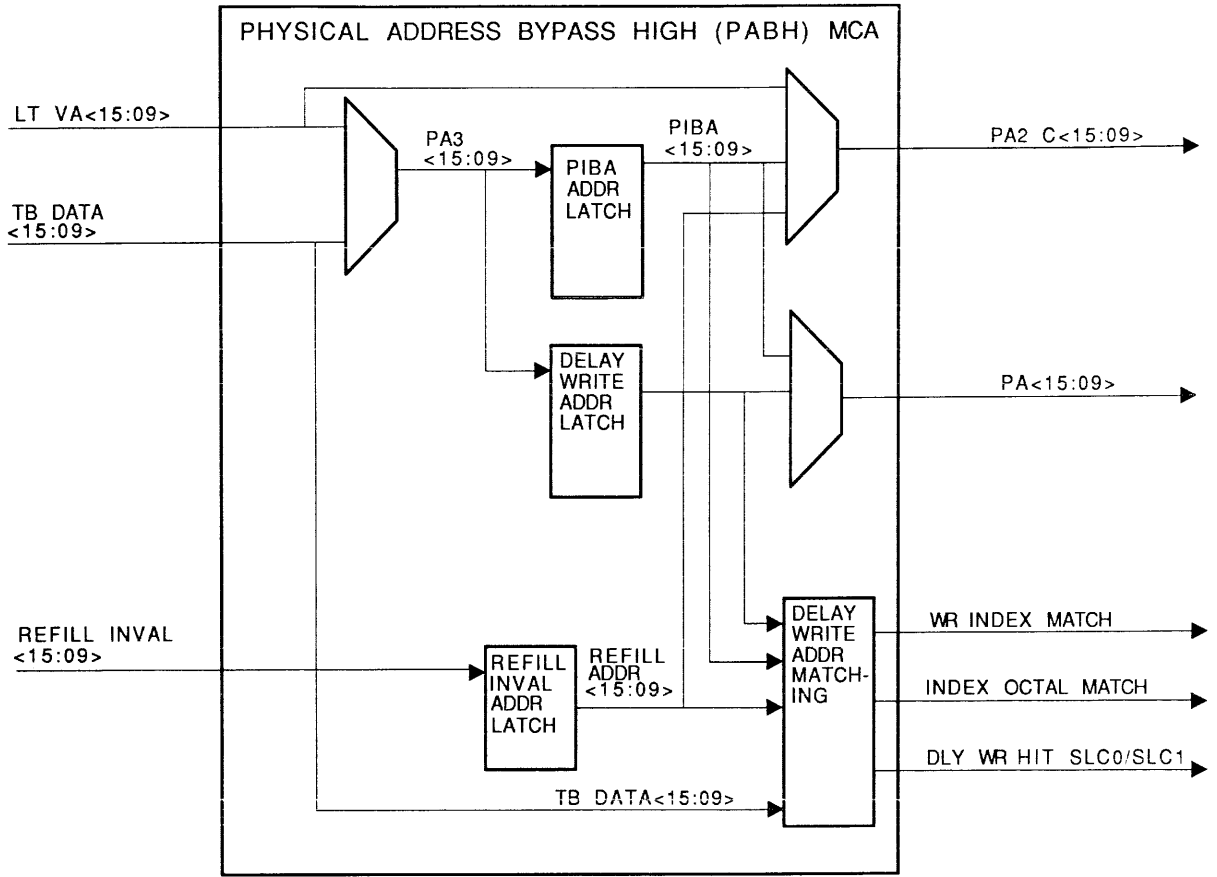 PHYSICAL ADDRESS BYPASS HIGH (PABH) MCA
LT VA<15:09>
TB DATA
<15:09>
PA3
<15:09>
PIBA
ADDR
LATCH
PIBA
<15:09>
PA2 C<15:09>
DELAY
WRITE
ADDR
LATCH
PA<15:09>
REFILL INVAL
<15:09>
REFILL
INVAL
ADDR
LATCH
REFILL
ADDR
<15:09>
DELAY
WRITE
ADDR
MATCH-
ING
WR INDEX MATCH
INDEX OCTAL MATCH
DLY WR HIT SLC0/SLC1
TB DATA<15:09>